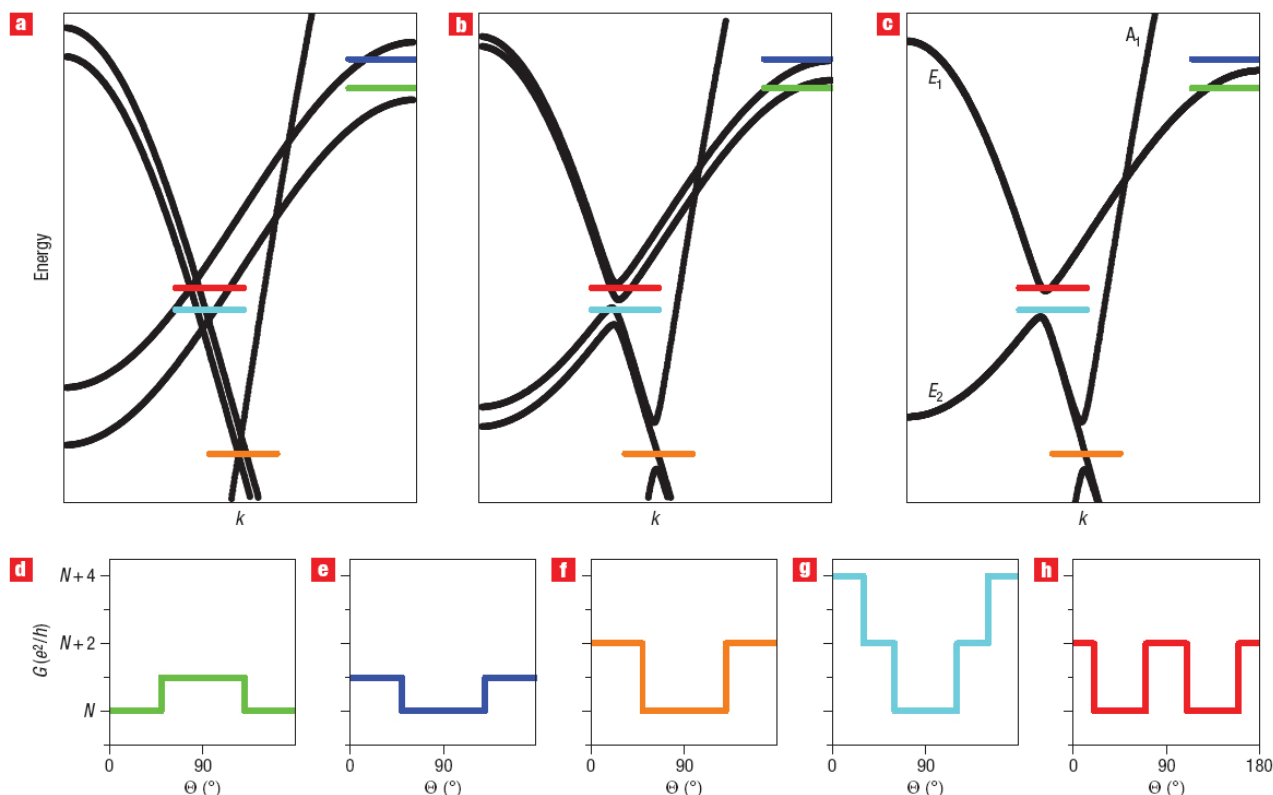 a
b
c
Energy
E1
E2
A1
k
k
k
d
e
f
g
h
G (e²/h)
N + 4
N + 2
N
0
90
Θ (°)
0
90
Θ (°)
0
90
Θ (°)
0
90
Θ (°)
0
90
180
Θ (°)